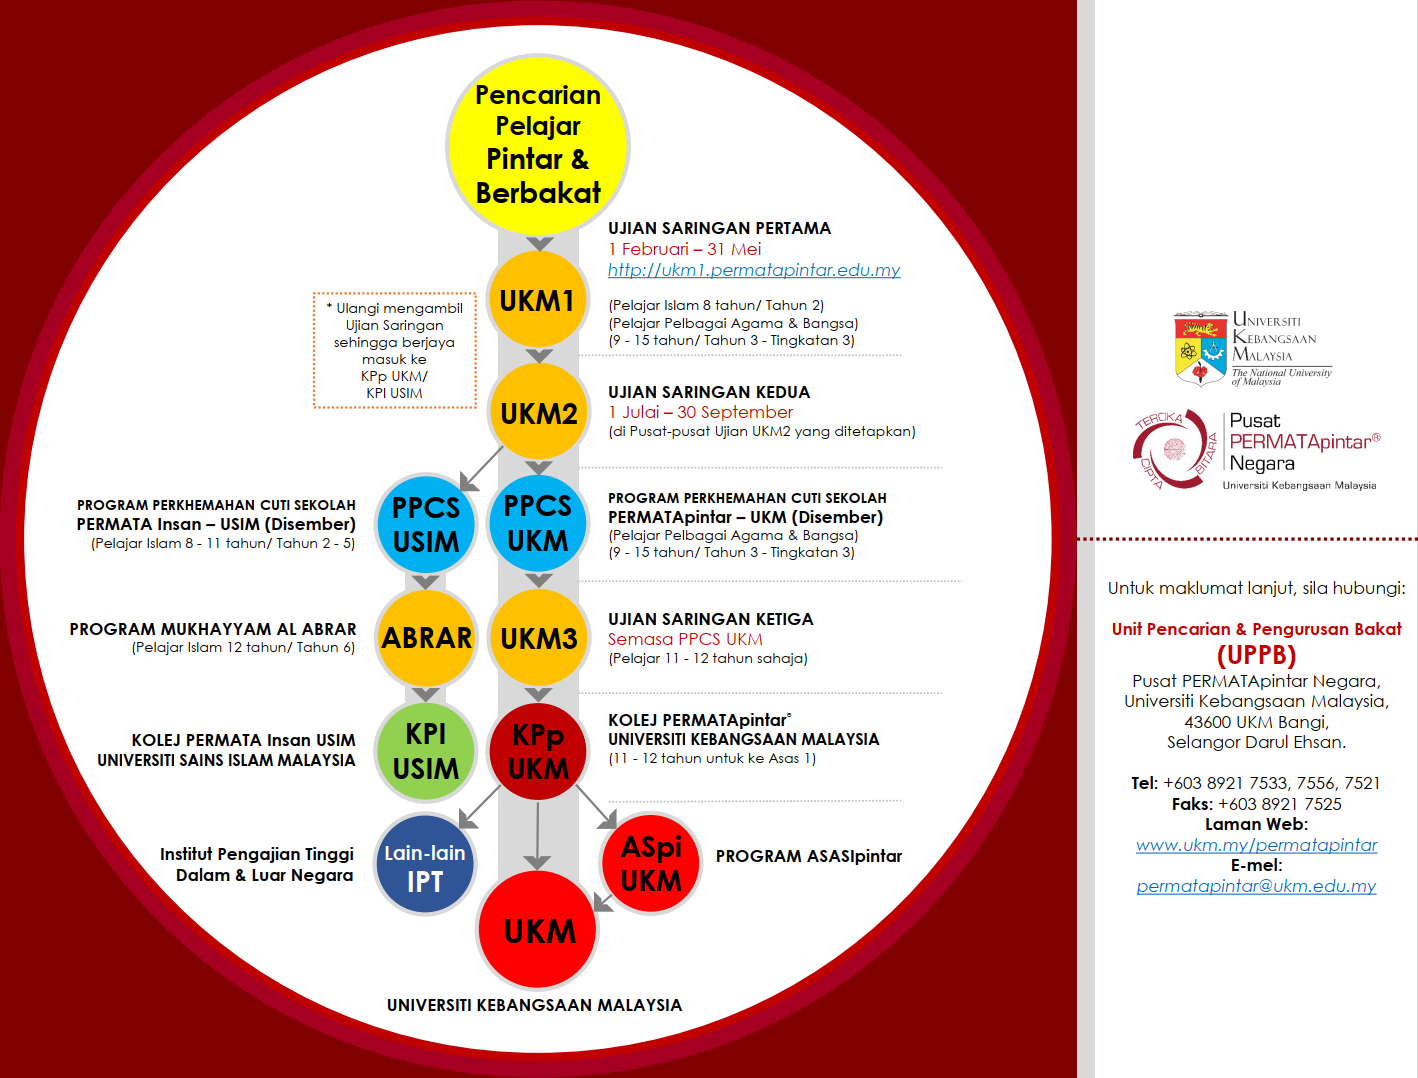 Pencarian
Pelajar
Pintar &
Berbakat
UJIAN SARINGAN PERTAMA
1 Februari – 31 Mei
http://ukm1.permatapintar.edu.my
UKM1
(Pelajar Islam 8 tahun/ Tahun 2)
(Pelajar Pelbagai Agama & Bangsa)
(9 - 15 tahun/ Tahun 3 - Tingkatan 3)
* Ulangi mengambil
Ujian Saringan
sehingga berjaya
masuk ke
KPp UKM/
KPI USIM
UKM2
UJIAN SARINGAN KEDUA
1 Julai – 30 September
(di Pusat-pusat Ujian UKM2 yang ditetapkan)
PROGRAM PERKHEMAHAN CUTI SEKOLAH
PERMATA Insan – USIM (Disember)
(Pelajar Islam 8 - 11 tahun/ Tahun 2 - 5)
PPCS
USIM
PPCS
UKM
PROGRAM PERKHEMAHAN CUTI SEKOLAH
PERMATApintar – UKM (Disember)
(Pelajar Pelbagai Agama & Bangsa)
(9 - 15 tahun/ Tahun 3 - Tingkatan 3)
PROGRAM MUKHAYYAM AL ABRAR
(Pelajar Islam 12 tahun/ Tahun 6)
ABRAR
UKM3
UJIAN SARINGAN KETIGA
Semasa PPCS UKM
(Pelajar 11 - 12 tahun sahaja)
KOLEJ PERMATA Insan USIM
UNIVERSITI SAINS ISLAM MALAYSIA
KPI
USIM
KPp
UKM
KOLEJ PERMATApintar®
UNIVERSITI KEBANGSAAN MALAYSIA
(11 - 12 tahun untuk ke Asas 1)
Institut Pengajian Tinggi
Dalam & Luar Negara
Lain-lain
IPT
ASpi
UKM
PROGRAM ASASIpintar
UKM
UNIVERSITI KEBANGSAAN MALAYSIA
UNIVERSITI
KEBANGSAAN
MALAYSIA
The National University
of Malaysia
TEROKA
CIPTA
BITARA
Pusat
PERMATApintar®
Negara
Universiti Kebangsaan Malaysia
Untuk maklumat lanjut, sila hubungi:
Unit Pencarian & Pengurusan Bakat
(UPPB)
Pusat PERMATApintar Negara,
Universiti Kebangsaan Malaysia,
43600 UKM Bangi,
Selangor Darul Ehsan.
Tel: +603 8921 7533, 7556, 7521
Faks: +603 8921 7525
Laman Web:
www.ukm.my/permatapintar
E-mel:
permatapintar@ukm.edu.my